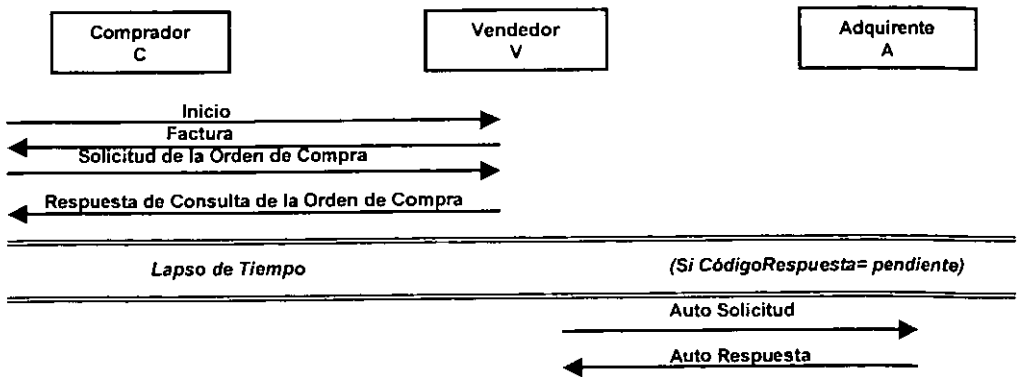 Comprador
C
Vendedor
V
Adquirente
A
Inicio
Factura
Solicitud de la Orden de Compra
Respuesta de Consulta de la Orden de Compra
Lapso de Tiempo
(Si CódigoRespuesta= pendiente)
Auto Solicitud
Auto Respuesta